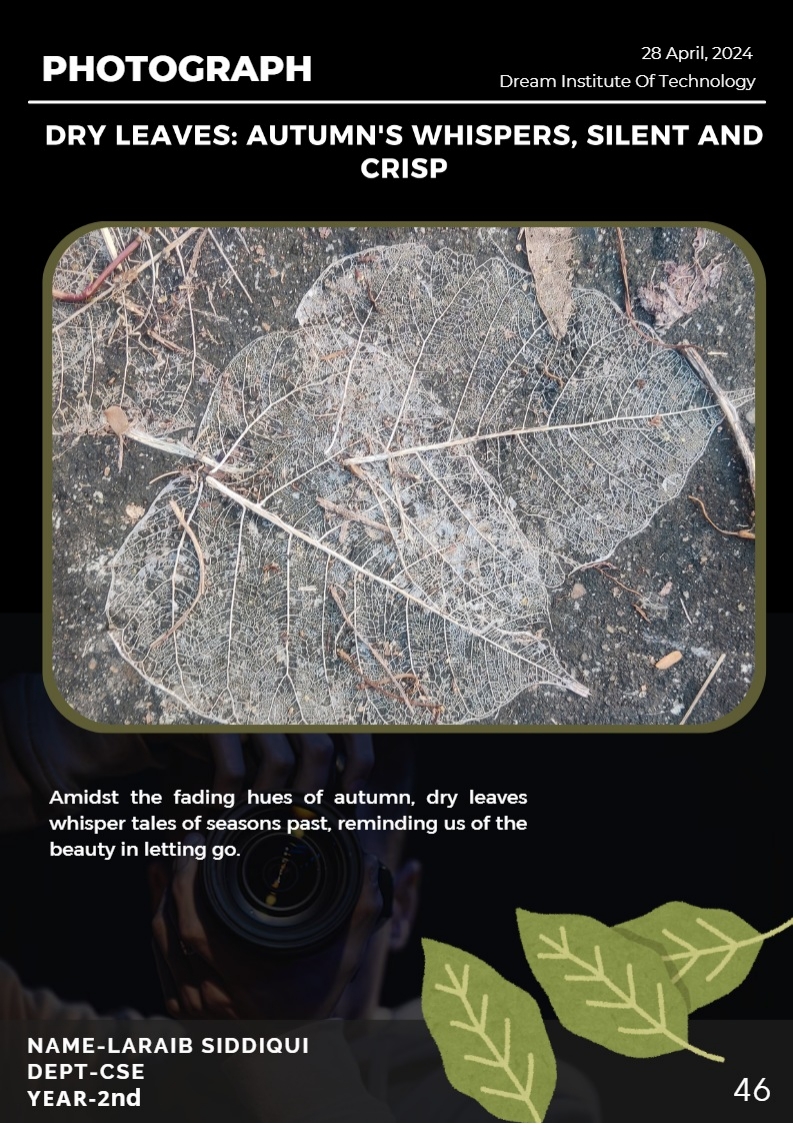 PHOTOGRAPH
28 April, 2024
Dream Institute Of Technology
DRY LEAVES: AUTUMN'S WHISPERS, SILENT AND
CRISP
Amidst the fading hues of autumn, dry leaves
whisper tales of seasons past, reminding us of the
beauty in letting go.
NAME-LARAIB SIDDIQUI
DEPT-CSE
YEAR-2nd
46